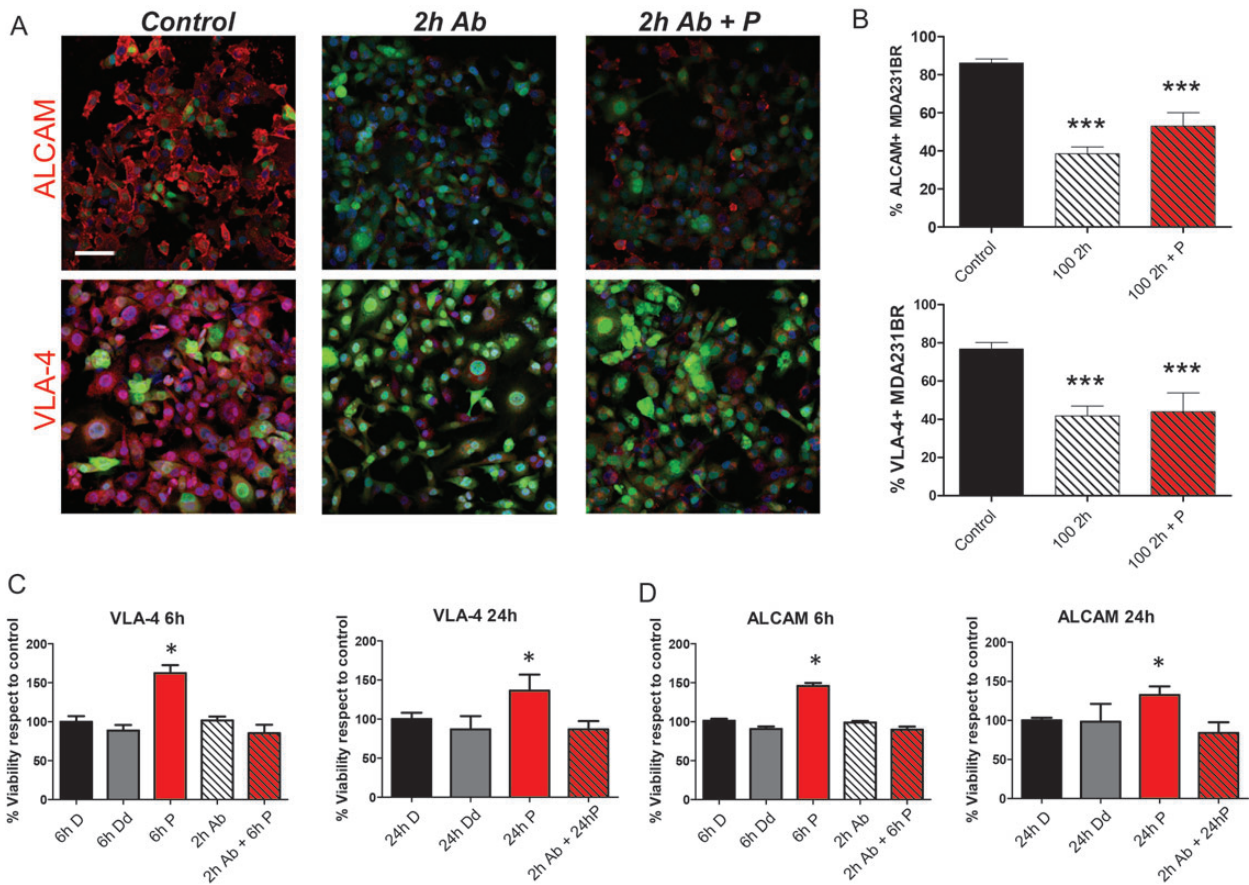 A
Control
2h Ab
2h Ab + P
ALCAM
VLA-4
B
% ALCAM+ MDA231BR
100
80
60
40
20
0
***
***
Control
100 2h
100 2h + P
% VLA-4+ MDA231BR
100
80
60
40
20
0
***
***
Control
100 2h
100 2h + P
C
VLA-4 6h
% Viability respect to control
200
150
100
50
0
*
6h D
6h Dd
6h P
2h Ab
2h Ab + 6h P
VLA-4 24h
% Viability respect to control
200
150
100
50
0
*
24h D
24h Dd
24h P
2h Ab + 24hP
D
ALCAM 6h
% Viability respect to control
200
150
100
50
0
*
6h D
6h Dd
6h P
2h Ab
2h Ab + 6h P
ALCAM 24h
% Viability respect to control
200
150
100
50
0
*
24h D
24h Dd
24h P
2h Ab + 24hP